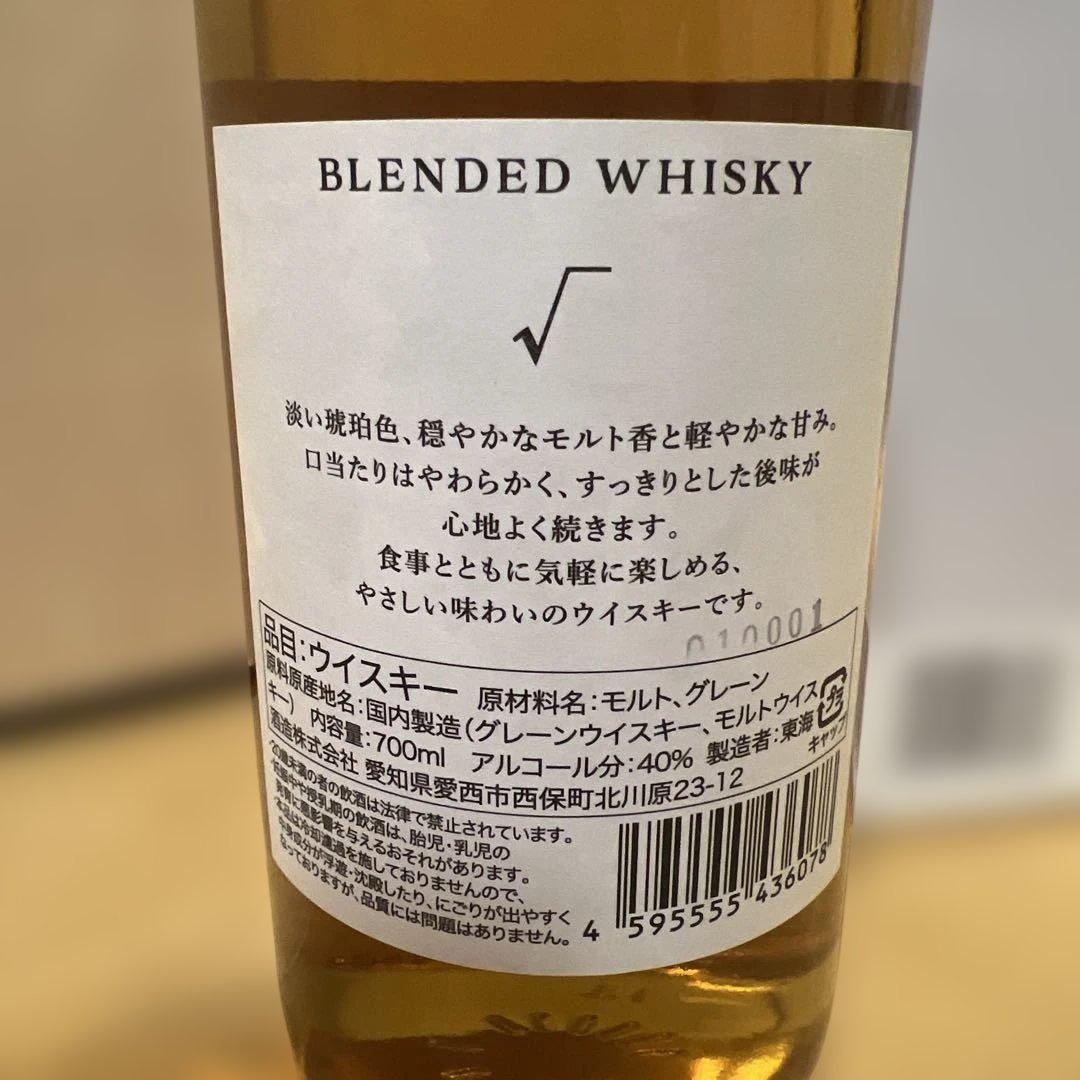 BLENDED WHISKY
√
淡い琥珀色、穏やかなモルト香と軽やかな甘み。
口当たりはやわらかく、すっきりとした後味が
心地よく続きます。
食事とともに気軽に楽しめる、
やさしい味わいのウイスキーです。
010001
品目:ウイスキー 原材料名:モルト、グレーン
原料原産地名:国内製造(グレーンウイスキー、モルトウイス
キー) 内容量:700ml アルコール分:40% 製造者:東海
酒造株式会社 愛知県愛西市西保町北川原23-12
プラ
キャップ
・20歳未満の者の飲酒は法律で禁止されています。
・妊娠中や授乳期の飲酒は、胎児・乳児の
発育に悪影響を与えるおそれがあります。
・本品は冷却濾過を施しておりませんので、
中身成分が浮遊・沈殿したり、にごりが出やすく
なっておりますが、品質には問題はありません。
4 595555 436078